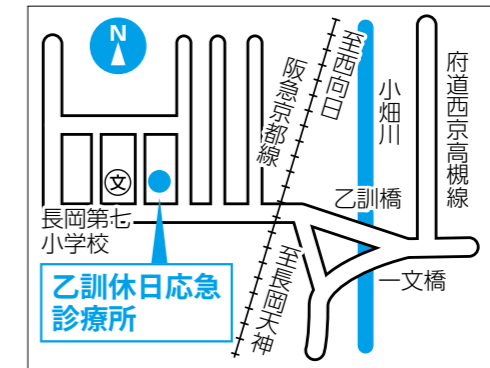 N
至西向日
阪急京都線
小畑川
府道西京高槻線
文
乙訓橋
長岡第七
小学校
一文橋
至長岡天神
乙訓休日応急
診療所